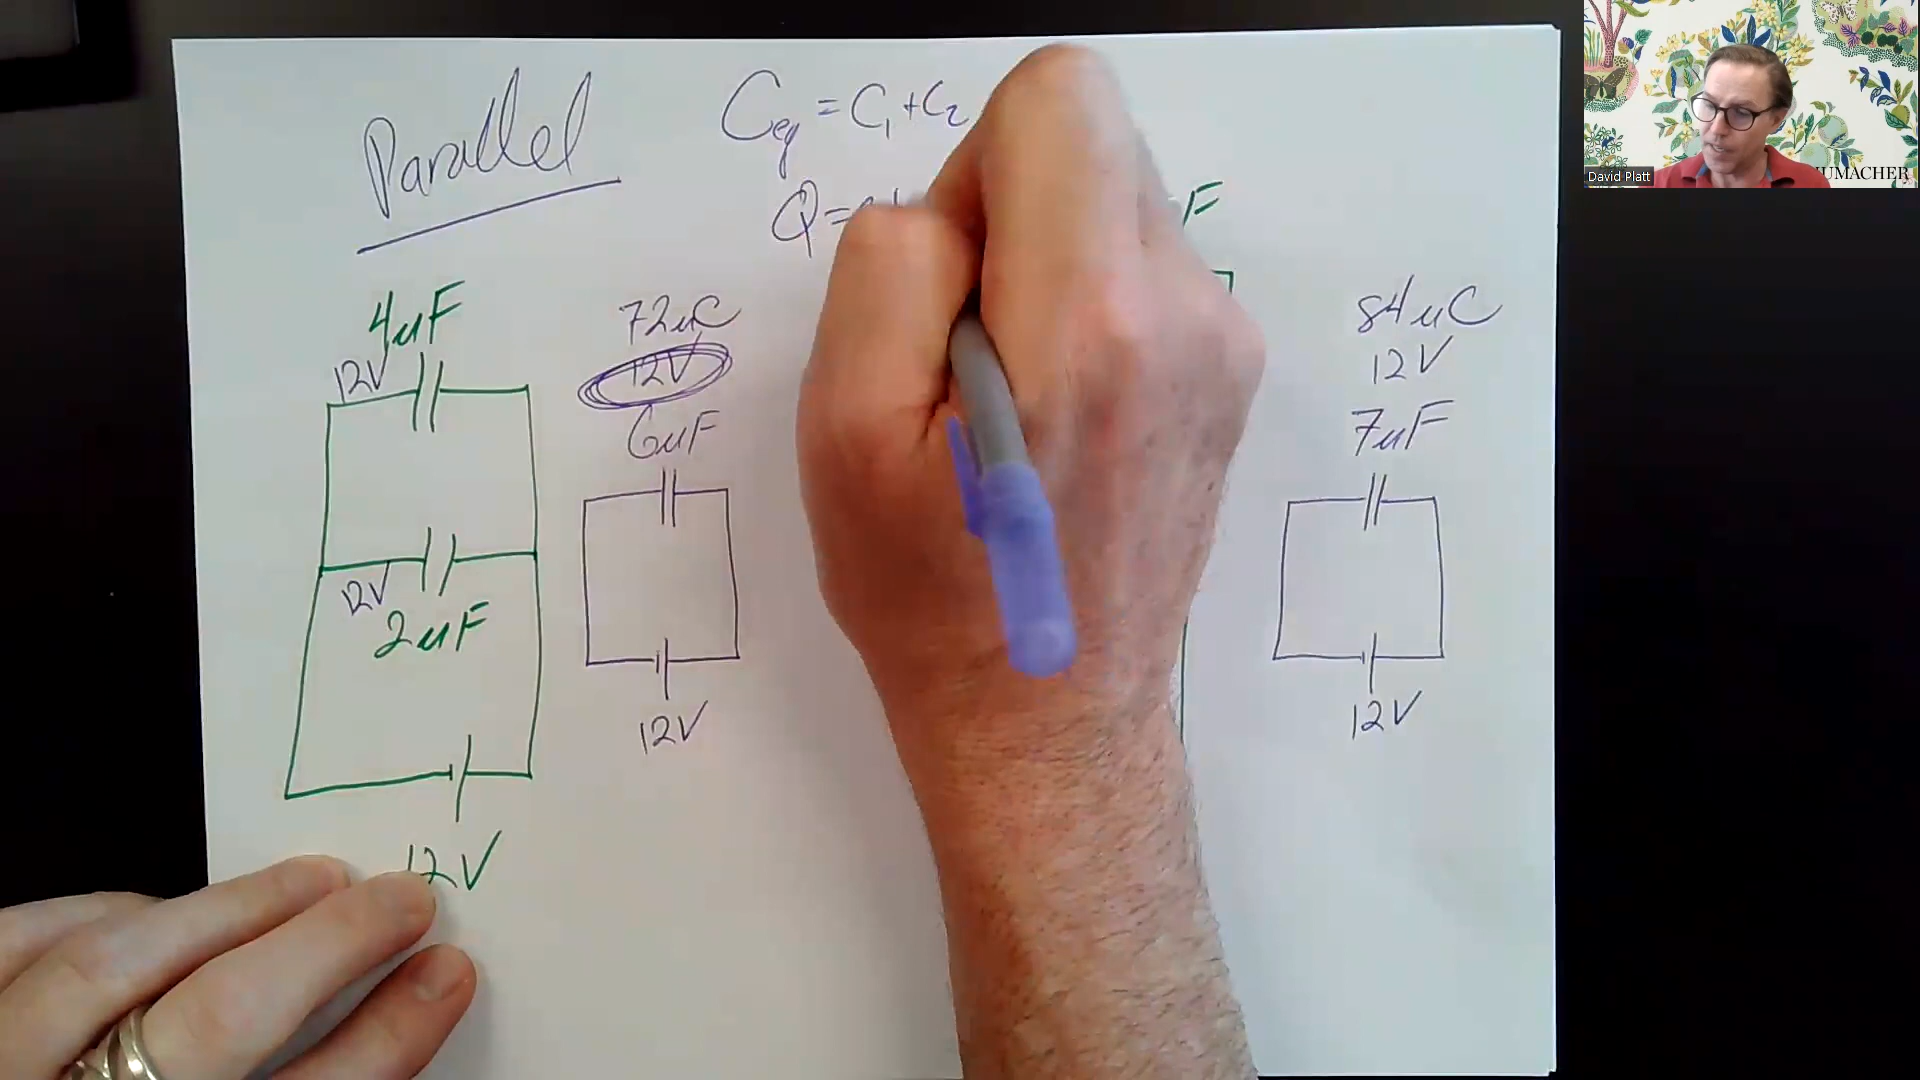 Parallel
Ceq = C₁ + C₂
Q =
F
4uF
12V
12V
2uF
12V
72uC
12V
6uF
12V
84uC
12V
7uF
12V
David Platt
UMACHER